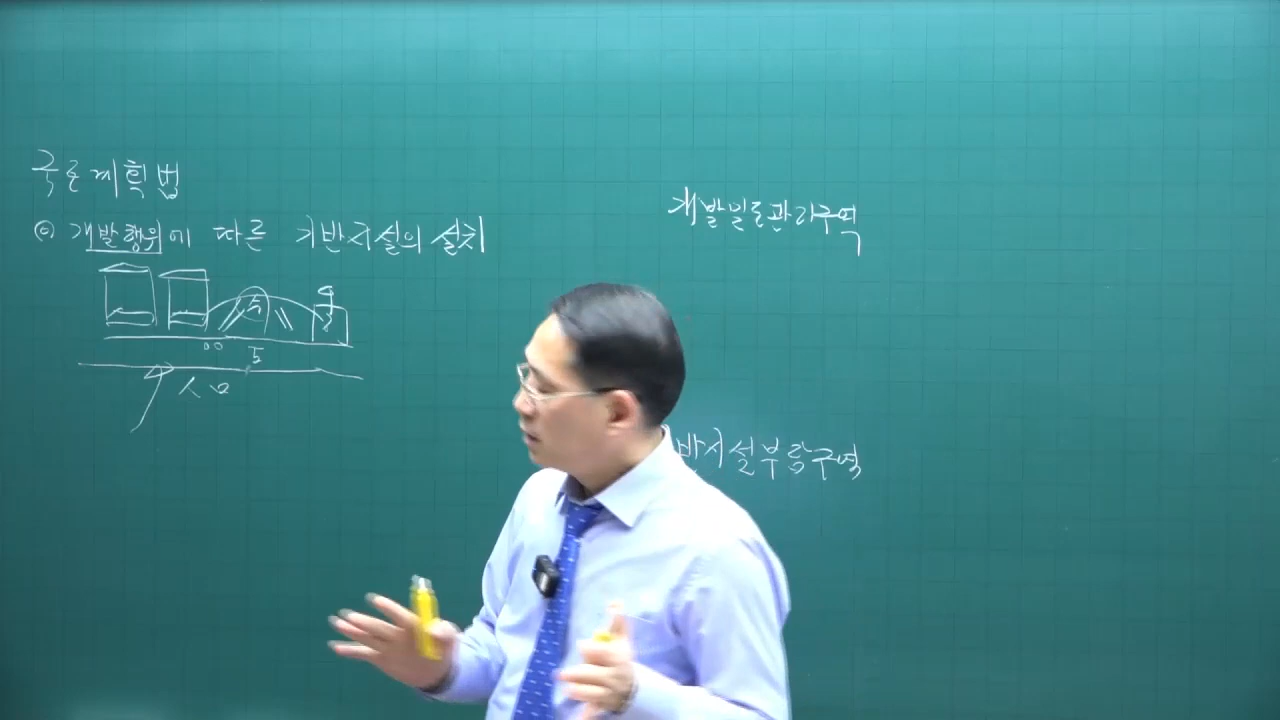 국토계획법
◎ 개발행위에 따른 기반시설의 설치
개발밀도관리구역
반시설부담구역